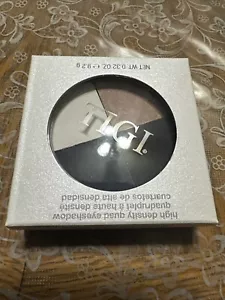 TIGI.
high density quad eyeshadow
quadruplet à haute densité
cuartetos de alta densidad
NET WT 0.32 OZ • 9.2 g